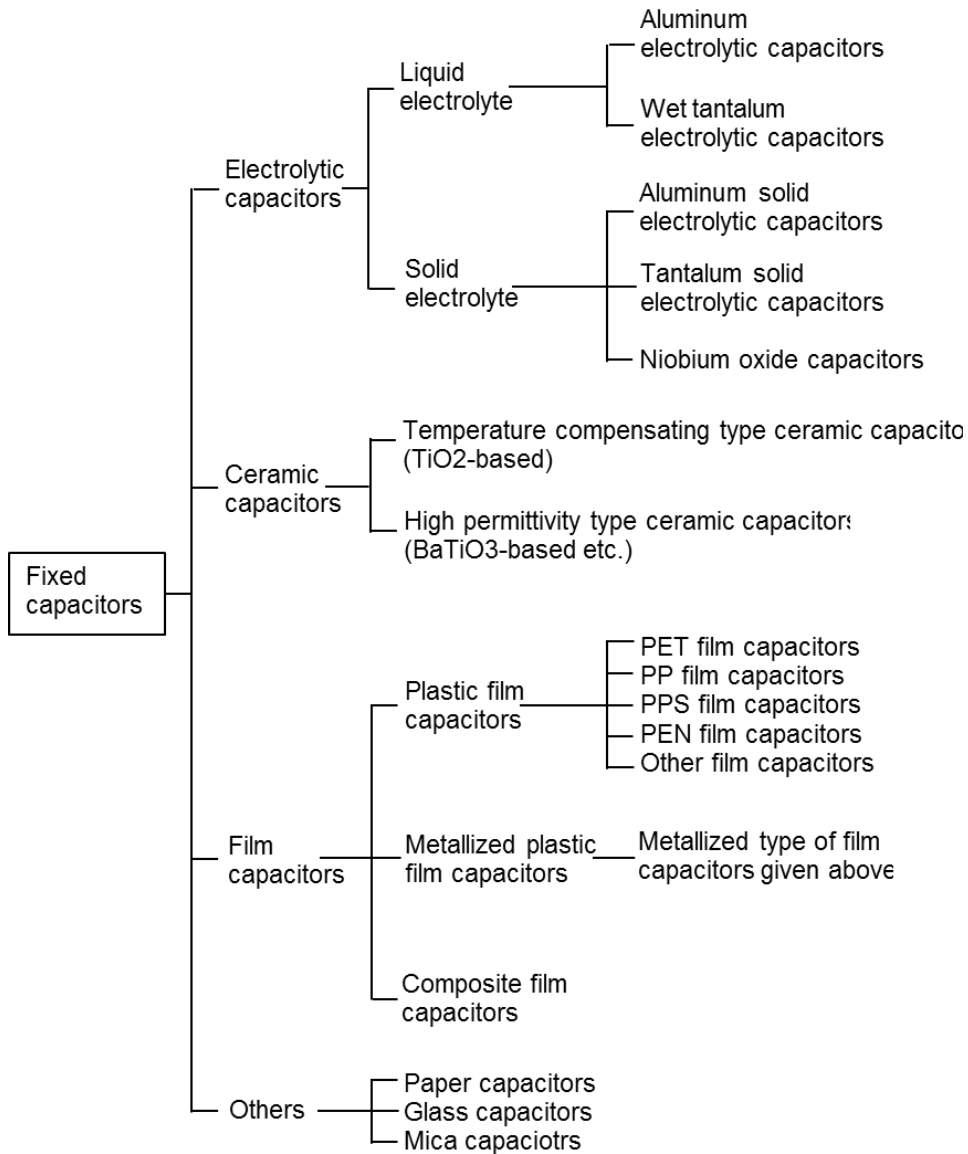 Aluminum
electrolytic capacitors
Liquid
electrolyte
Wet tantalum
electrolytic capacitors
Electrolytic
capacitors
Aluminum solid
electrolytic capacitors
Solid
electrolyte
Tantalum solid
electrolytic capacitors
Niobium oxide capacitors
Temperature compensating type ceramic capacito
(TiO2-based)
Ceramic
capacitors
High permittivity type ceramic capacitors
(BaTiO3-based etc.)
Fixed
capacitors
PET film capacitors
PP film capacitors
Plastic film
capacitors
PPS film capacitors
PEN film capacitors
Other film capacitors
Film
capacitors
Metallized plastic
film capacitors
Metallized type of film
capacitors given above
Composite film
capacitors
Others
Paper capacitors
Glass capacitors
Mica capaciotrs